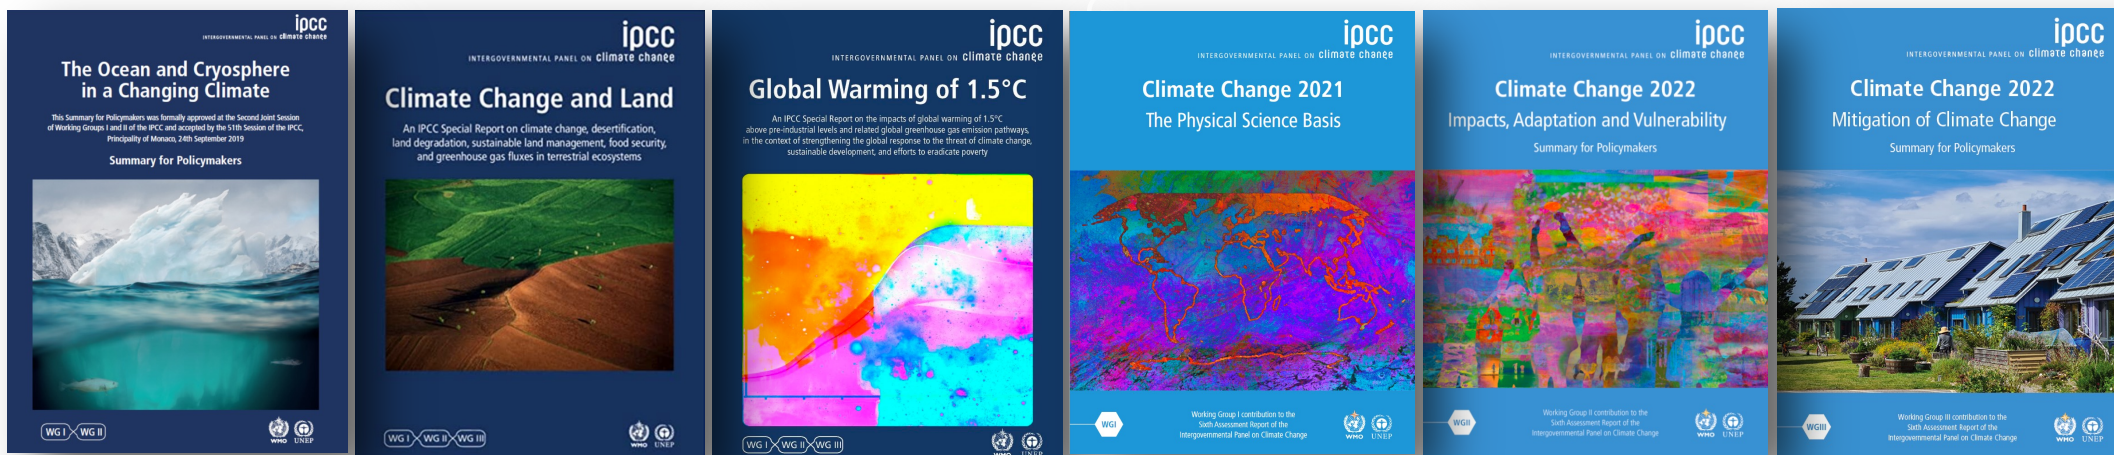 ipcc
INTERGOVERNMENTAL PANEL ON climate change
The Ocean and Cryosphere
in a Changing Climate
This Summary for Policymakers was formally approved at the Second Joint Session
of Working Groups I and II of the IPCC and accepted by the 51th Session of the IPCC,
Principality of Monaco, 24th September 2019
Summary for Policymakers
WG I WG II
WMO UNEP
ipcc
INTERGOVERNMENTAL PANEL ON climate change
Climate Change and Land
An IPCC Special Report on climate change, desertification,
land degradation, sustainable land management, food security,
and greenhouse gas fluxes in terrestrial ecosystems
WG I WG II WG III
WMO UNEP
ipcc
INTERGOVERNMENTAL PANEL ON climate change
Global Warming of 1.5°C
An IPCC Special Report on the impacts of global warming of 1.5°C
above pre-industrial levels and related global greenhouse gas emission pathways,
in the context of strengthening the global response to the threat of climate change,
sustainable development, and efforts to eradicate poverty
WG I WG II WG III
WMO UNEP
ipcc
INTERGOVERNMENTAL PANEL ON climate change
Climate Change 2021
The Physical Science Basis
WGI
Working Group I contribution to the
Sixth Assessment Report of the
Intergovernmental Panel on Climate Change
WMO UNEP
ipcc
INTERGOVERNMENTAL PANEL ON climate change
Climate Change 2022
Impacts, Adaptation and Vulnerability
Summary for Policymakers
WGII
Working Group II contribution to the
Sixth Assessment Report of the
Intergovernmental Panel on Climate Change
WMO UNEP
ipcc
INTERGOVERNMENTAL PANEL ON climate change
Climate Change 2022
Mitigation of Climate Change
Summary for Policymakers
WGIII
Working Group III contribution to the
Sixth Assessment Report of the
Intergovernmental Panel on Climate Change
WMO UNEP